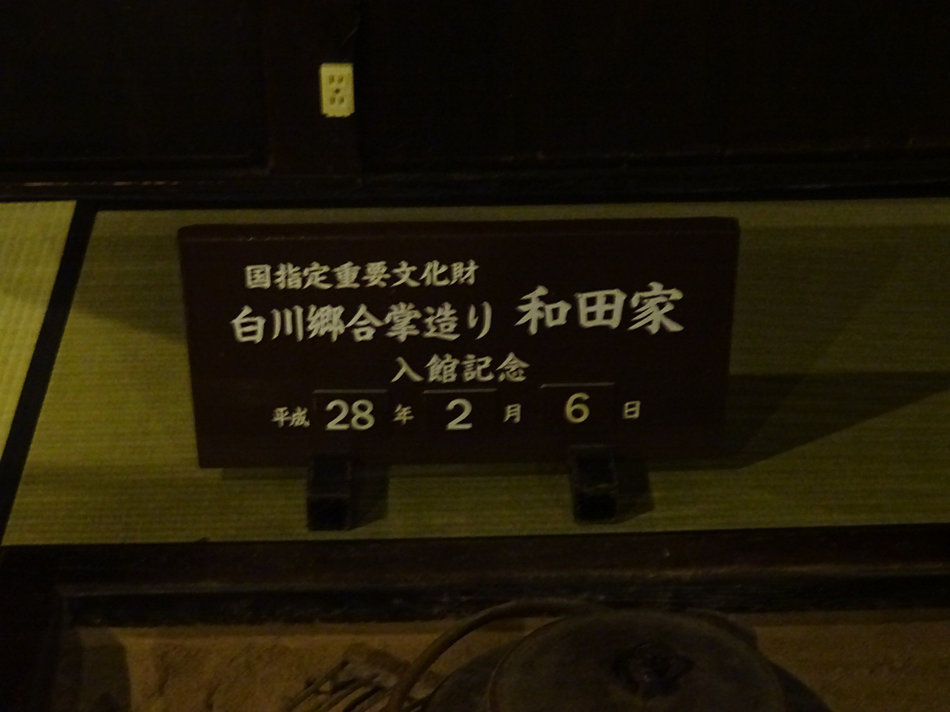 国指定重要文化財
白川郷合掌造り 和田家
入館記念
平成 28 年 2 月 6 日